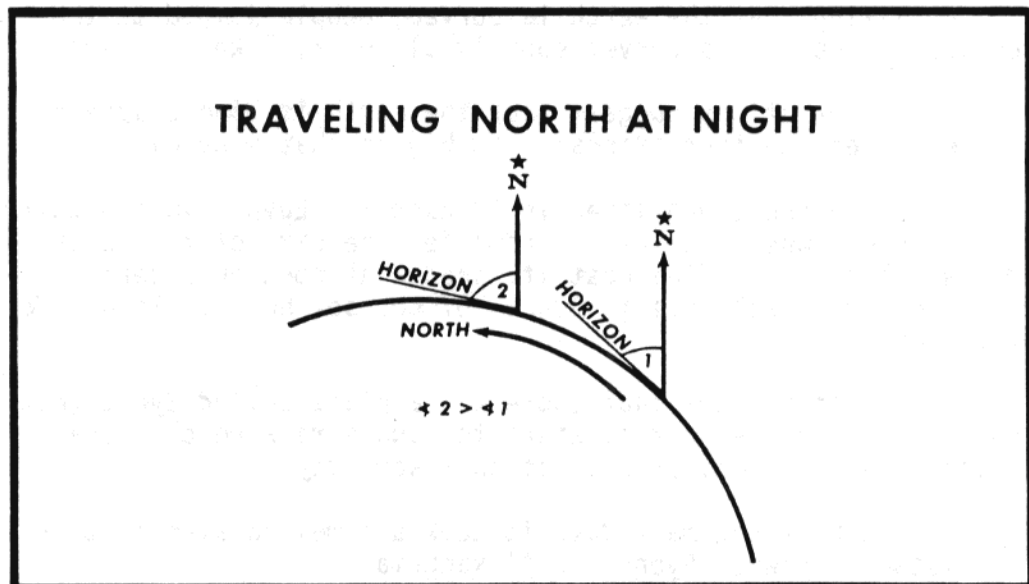 TRAVELING NORTH AT NIGHT
N★
N★
HORIZON
2
HORIZON
NORTH
1
∢ 2 > ∢ 1